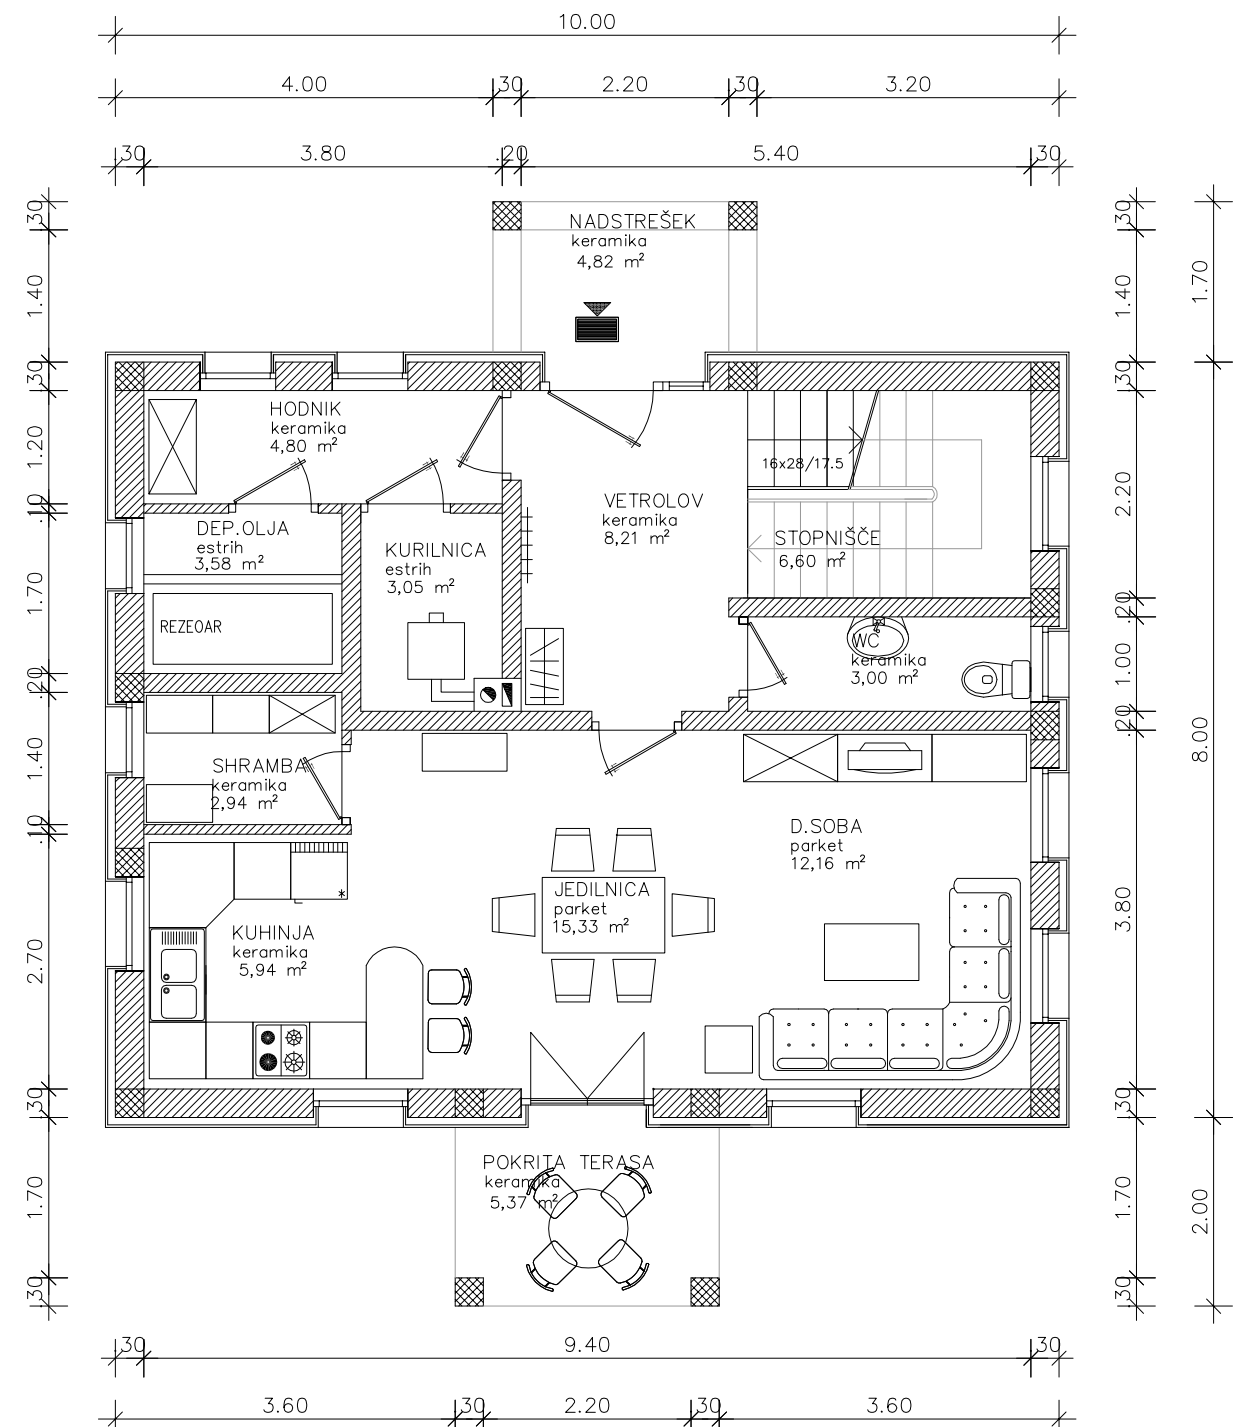 10.00
4.00 .30 2.20 .30 3.20
.30 3.80 .20 5.40 .30
.30
1.40
.30
1.20
.10
1.70
.20
1.40
.10
2.70
.30
1.70
.30
NADSTREŠEK
keramika
4,82 m²
HODNIK
keramika
4,80 m²
16x28/17.5
VETROLOV
keramika
8,21 m²
STOPNIŠČE
6,60 m²
DEP.OLJA
estrih
3,58 m²
KURILNICA
estrih
3,05 m²
REZEOAR
WC
keramika
3,00 m²
SHRAMBA
keramika
2,94 m²
D.SOBA
parket
12,16 m²
JEDILNICA
parket
15,33 m²
KUHINJA
keramika
5,94 m²
*
POKRITA TERASA
keramika
5,37 m²
.30
1.40
.30
2.20
.20
1.00
.20
3.80
.30
1.70
.30
1.70
8.00
2.00
.30 9.40 .30
3.60 .30 2.20 .30 3.60